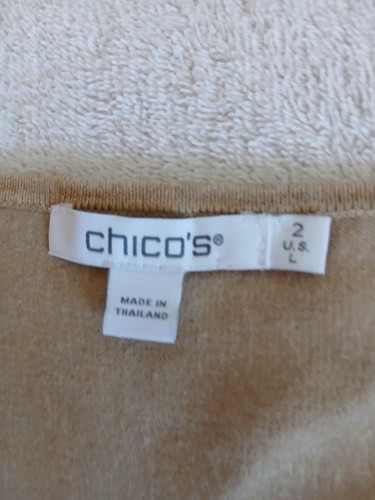 chico's®
2
U.S.
L
MADE IN
THAILAND